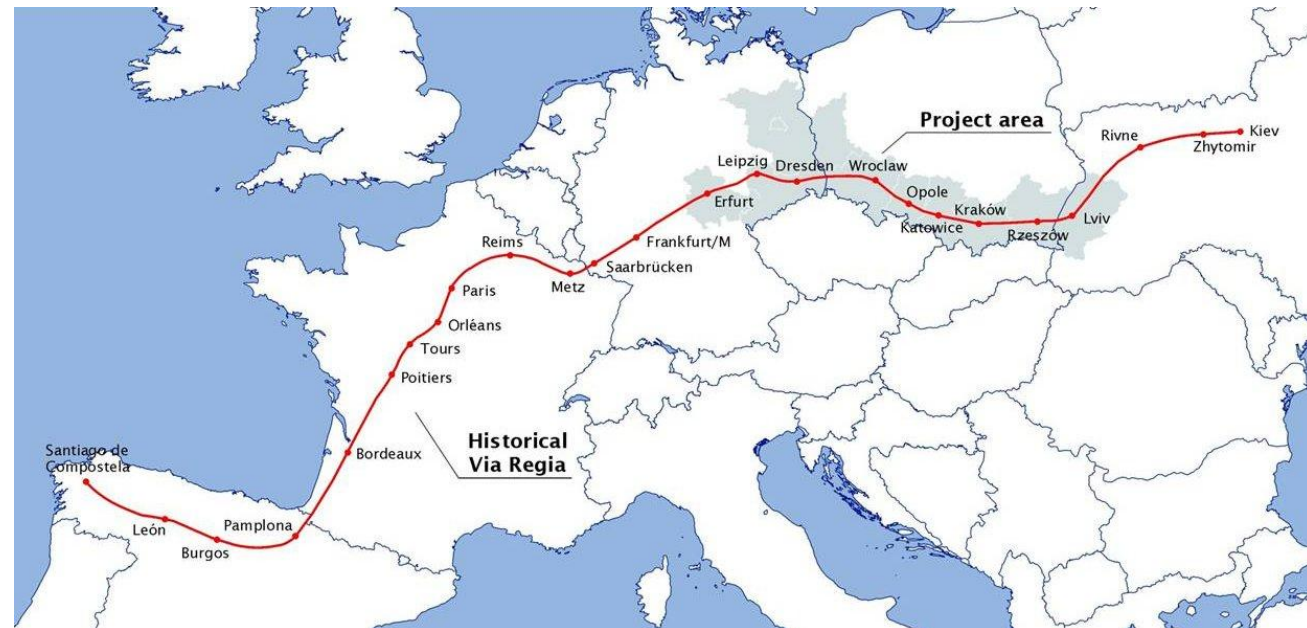 Project area
Kiev
Rivne
Zhytomir
Leipzig
Dresden
Wroclaw
Erfurt
Opole
Kraków
Katowice
Rzeszów
Lviv
Frankfurt/M
Reims
Saarbrücken
Metz
Paris
Orléans
Tours
Poitiers
Historical
Via Regia
Bordeaux
Santiago de
Compostela
León
Burgos
Pamplona